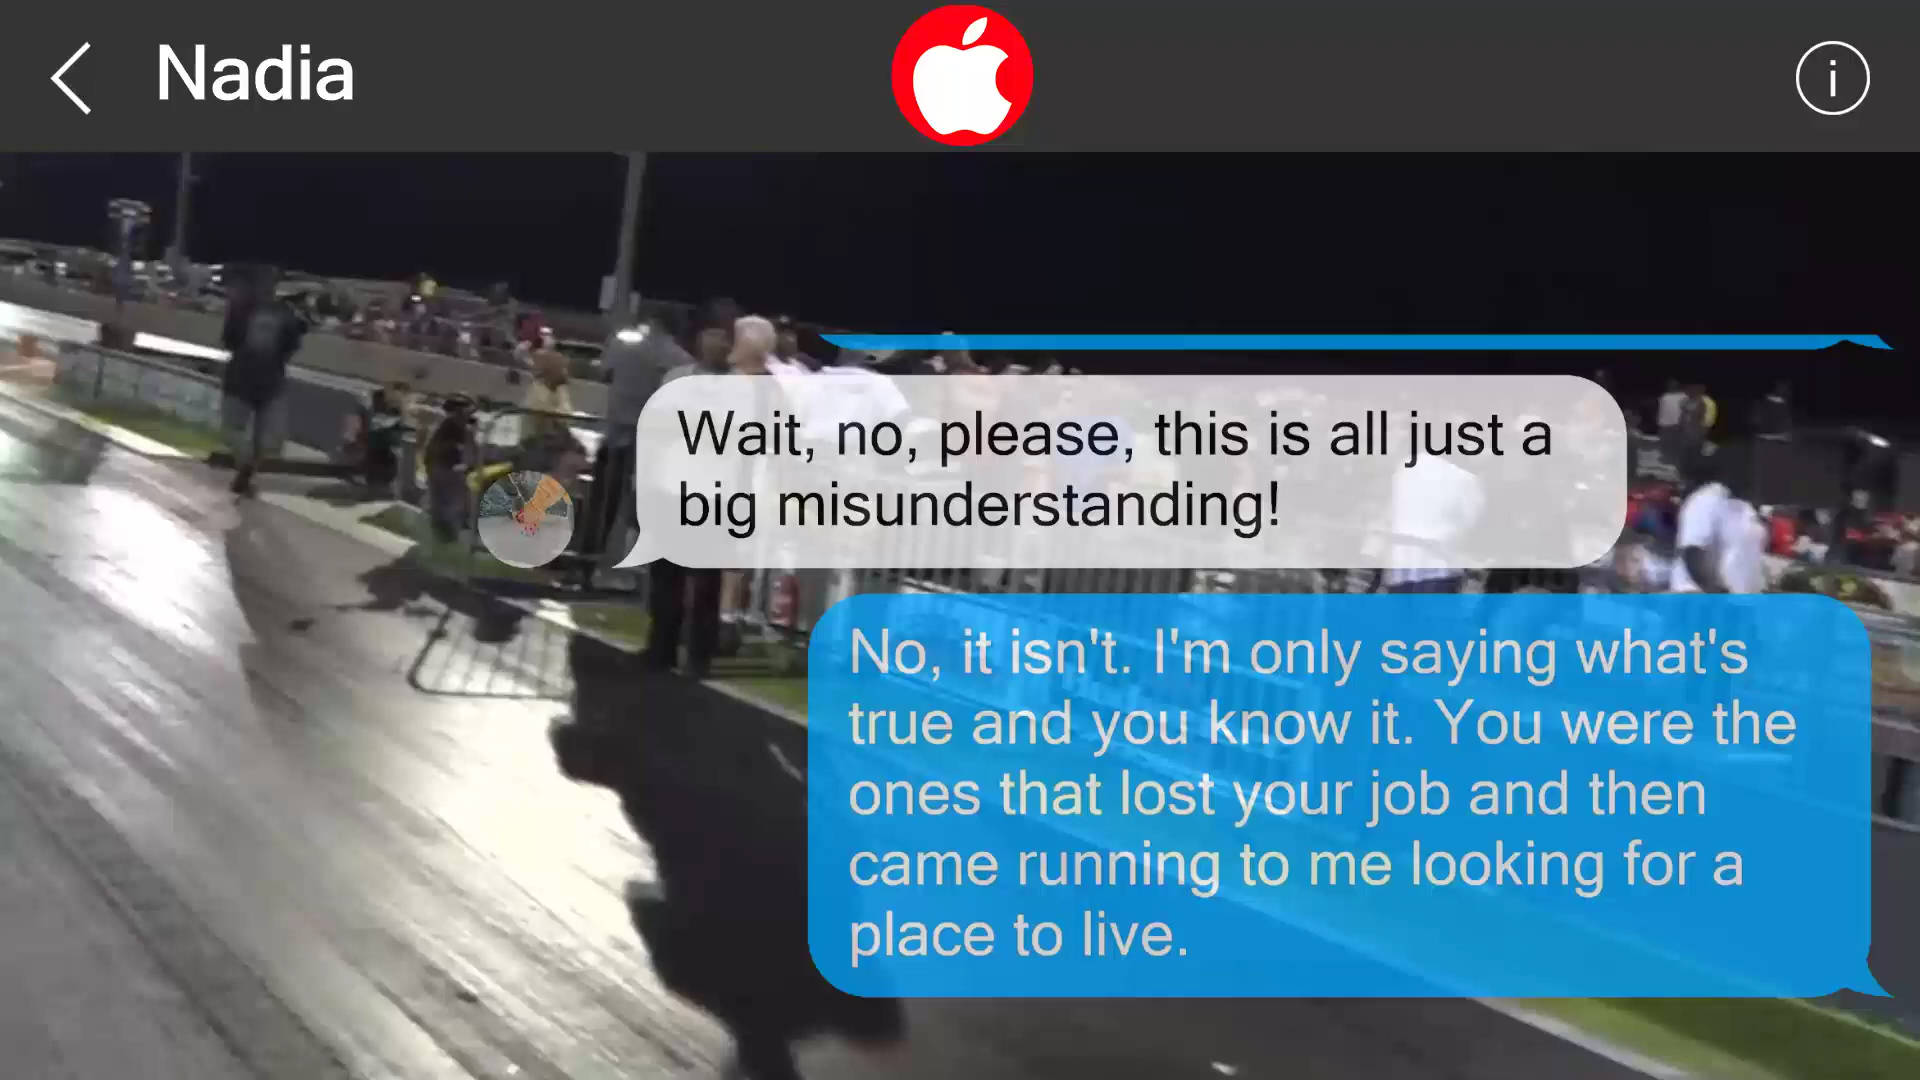 Nadia
Wait, no, please, this is all just a
big misunderstanding!
No, it isn't. I'm only saying what's
true and you know it. You were the
ones that lost your job and then
came running to me looking for a
place to live.